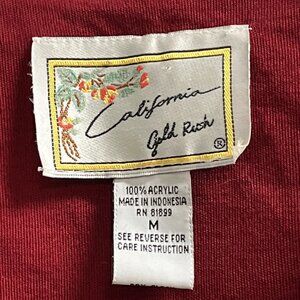 California
Gold Rush
®
100% ACRYLIC
MADE IN INDONESIA
RN 81899
M
SEE REVERSE FOR
CARE INSTRUCTION